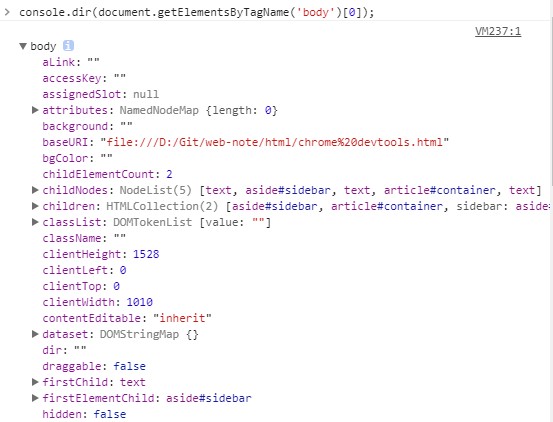 > console.dir(document.getElementsByTagName('body')[0]);
VM237:1
▼ body i
aLink: ""
accessKey: ""
assignedSlot: null
▶ attributes: NamedNodeMap {length: 0}
background: ""
baseURI: "file:///D:/Git/web-note/html/chrome%20devtools.html"
bgColor: ""
childElementCount: 2
▶ childNodes: NodeList(5) [text, aside#sidebar, text, article#container, text]
▶ children: HTMLCollection(2) [aside#sidebar, article#container, sidebar: aside
▶ classList: DOMTokenList [value: ""]
className: ""
clientHeight: 1528
clientLeft: 0
clientTop: 0
clientWidth: 1010
contentEditable: "inherit"
▶ dataset: DOMStringMap {}
dir: ""
draggable: false
▶ firstChild: text
▶ firstElementChild: aside#sidebar
hidden: false